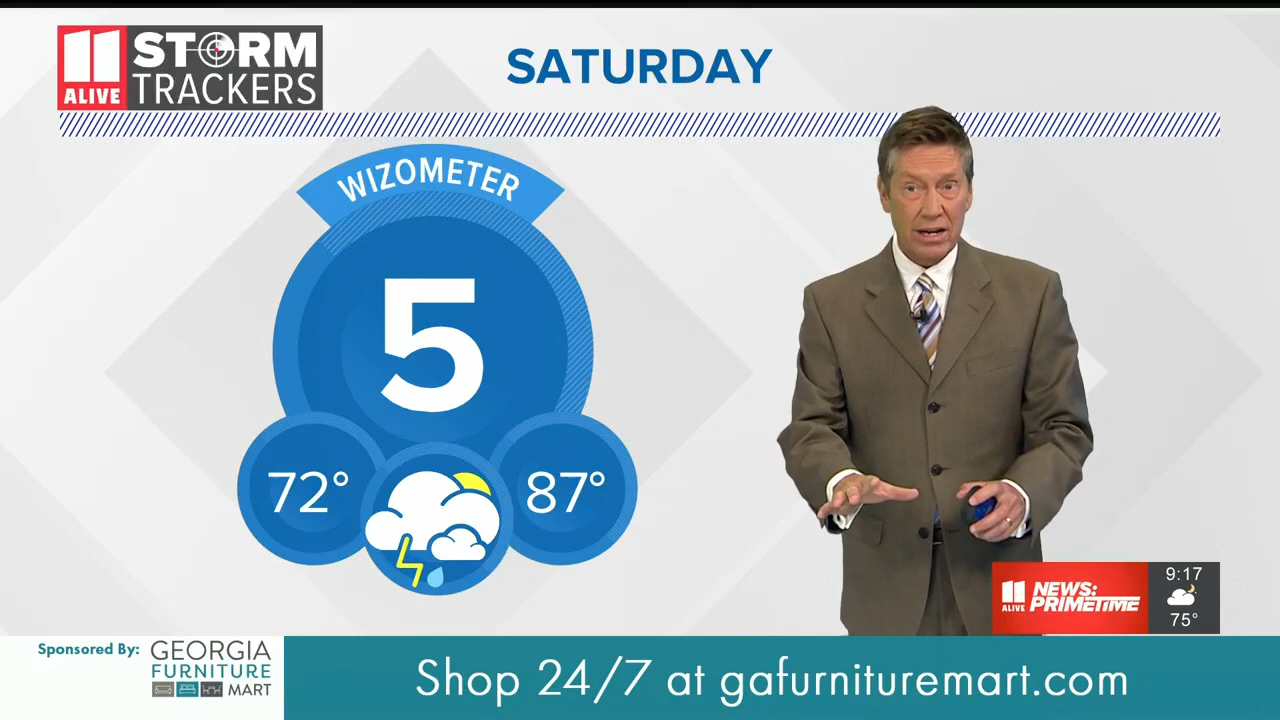 11
ALIVE
STORM
TRACKERS
SATURDAY
WIZOMETER
5
72°
87°
11
ALIVE
NEWS:
PRIMETIME
9:17
75°
Sponsored By:
GEORGIA
FURNITURE
MART
Shop 24/7 at gafurnituremart.com